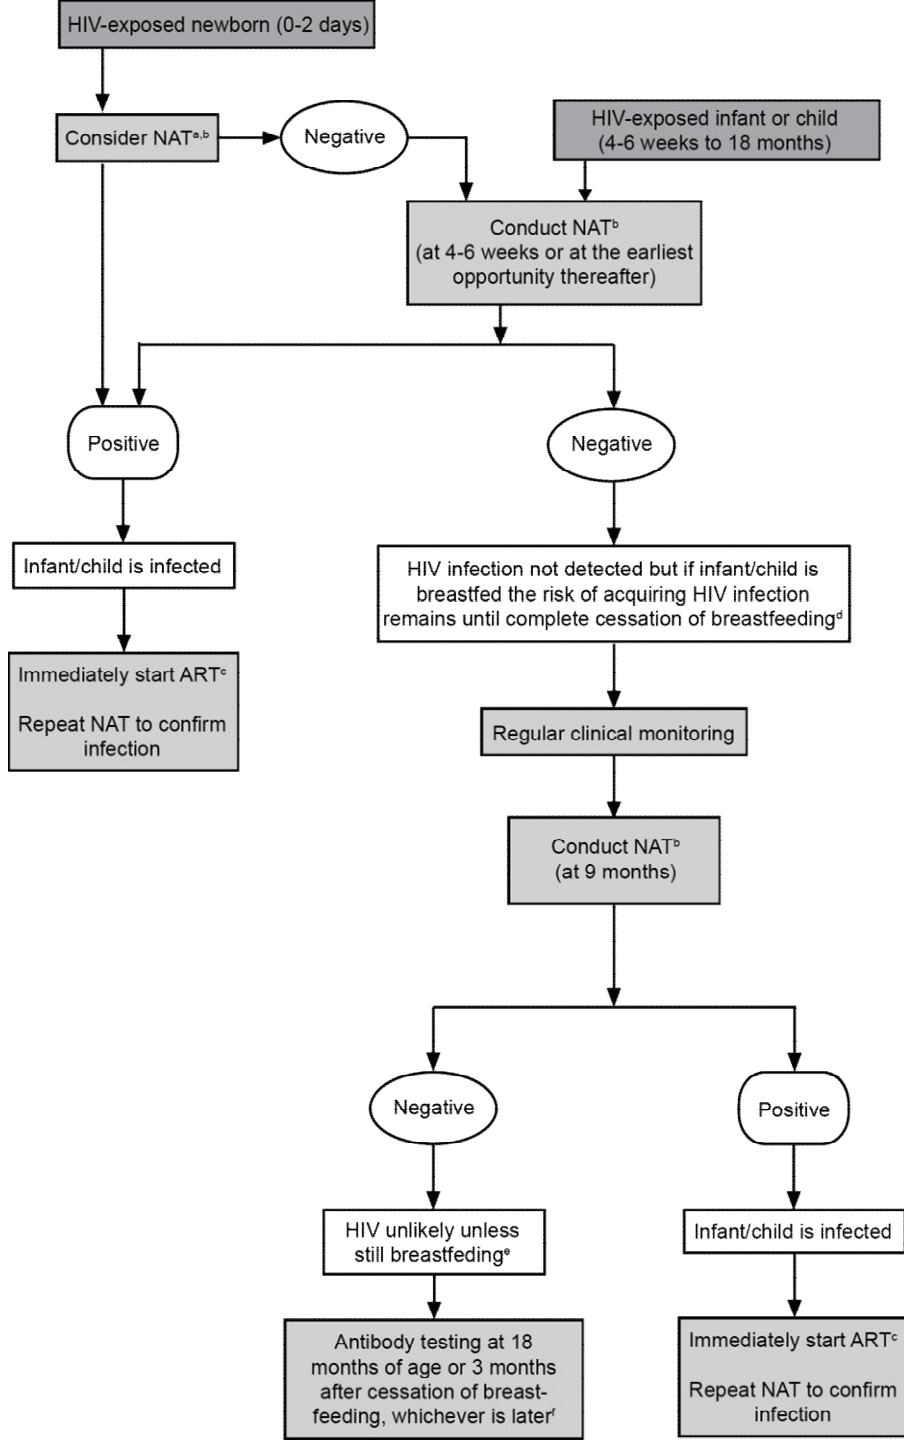 HIV-exposed newborn (0-2 days)
Consider NATᵃ,ᵇ
Negative
HIV-exposed infant or child
(4-6 weeks to 18 months)
Conduct NATᵇ
(at 4-6 weeks or at the earliest
opportunity thereafter)
Positive
Negative
Infant/child is infected
HIV infection not detected but if infant/child is
breastfed the risk of acquiring HIV infection
remains until complete cessation of breastfeedingᵈ
Immediately start ARTᶜ
Repeat NAT to confirm
infection
Regular clinical monitoring
Conduct NATᵇ
(at 9 months)
Negative
Positive
HIV unlikely unless
still breastfedingᵉ
Infant/child is infected
Antibody testing at 18
months of age or 3 months
after cessation of breast-
feeding, whichever is laterᶠ
Immediately start ARTᶜ
Repeat NAT to confirm
infection